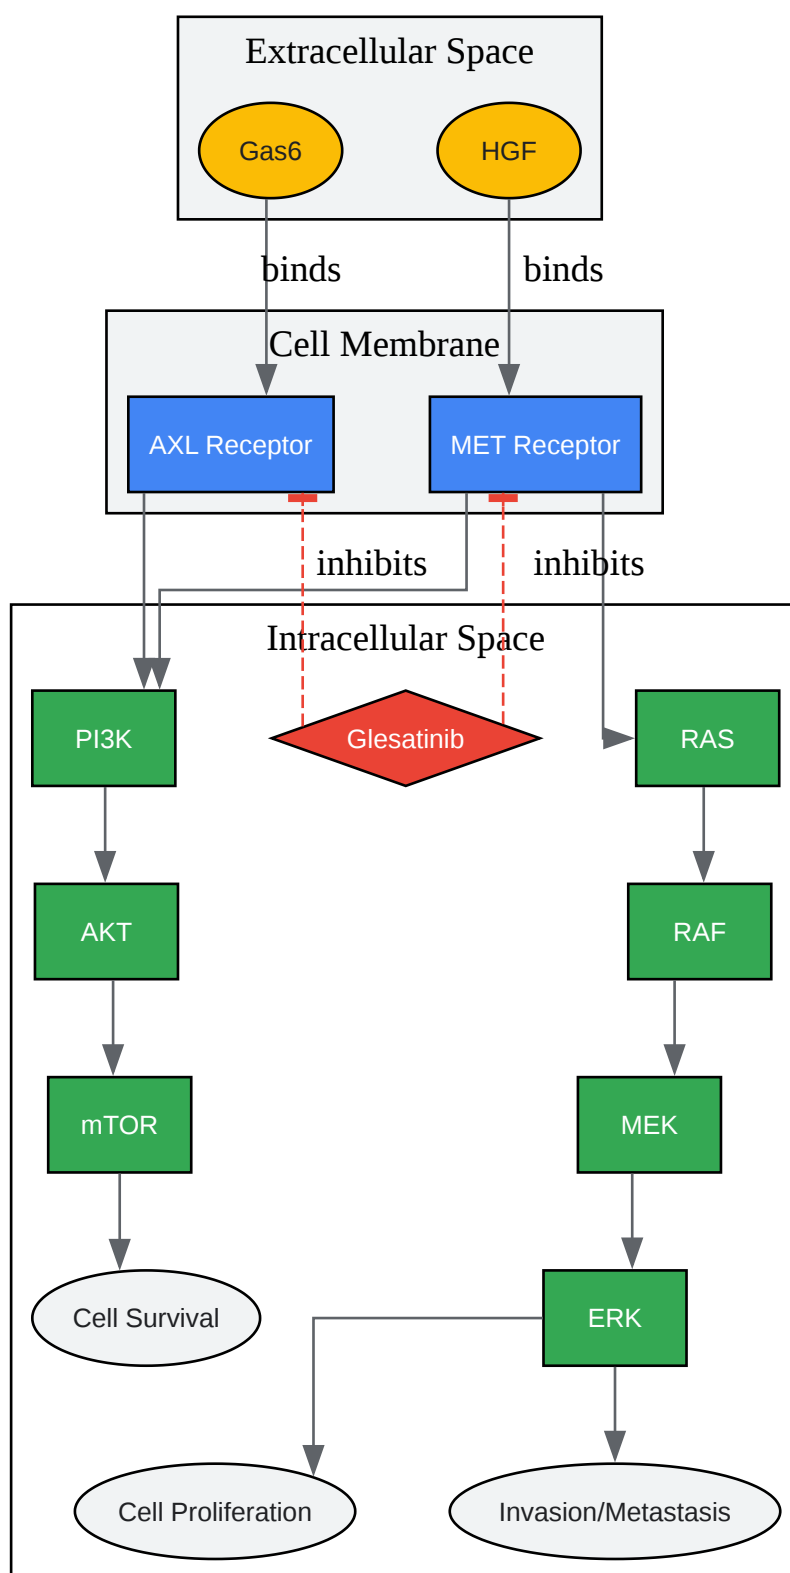 Extracellular Space
Gas6
HGF
binds
binds
Cell Membrane
AXL Receptor
MET Receptor
inhibits
inhibits
Intracellular Space
PI3K
Glesatinib
RAS
AKT
RAF
mTOR
MEK
Cell Survival
ERK
Cell Proliferation
Invasion/Metastasis